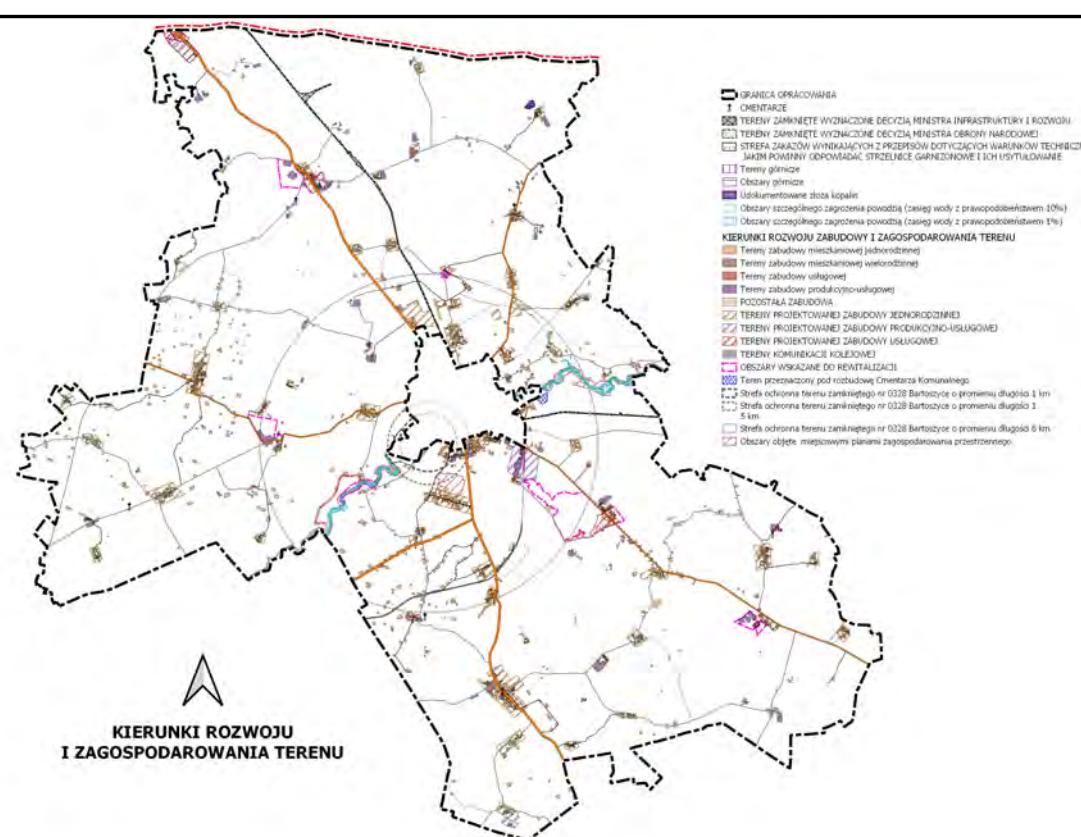 GRANICA OPRACOWANIA
CMENTARZE
TERENY ZAMKNIĘTE WYZNACZONE DECYZJĄ MINISTRA INFRASTRUKTURY I ROZWOJU
TERENY ZAMKNIĘTE WYZNACZONE DECYZJĄ MINISTRA OBRONY NARODOWEJ
STREFA ZAKAZÓW WYNIKAJĄCYCH Z PRZEPISÓW DOTYCZĄCYCH WARUNKÓW TECHNICZ
JAKIM POWINNY ODPOWIADAĆ STRZELNICE GARNIZONOWE I ICH USYTUŁOWANIE
Tereny górnicze
Obszary górnicze
Udokumentowane złoża kopalin
Obszary szczególnego zagrożenia powodzią (zasięg wody z prawopodobieństwem 10%)
Obszary szczególnego zagrożenia powodzią (zasięg wody z prawopodobieństwem 1%)
KIERUNKI ROZWOJU ZABUDOWY I ZAGOSPODAROWANIA TERENU
Tereny zabudowy mieszkaniowej jednorodzinnej
Tereny zabudowy mieszkaniowej wielorodzinnej
Tereny zabudowy usługowej
Tereny zabudowy produkcyjno-usługowej
POZOSTAŁA ZABUDOWA
TERENY PROJEKTOWANEJ ZABUDOWY JEDNORODZINNEJ
TERENY PROJEKTOWANEJ ZABUDOWY PRODUKCYJNO-USŁUGOWEJ
TERENY PROJEKTOWANEJ ZABUDOWY USŁUGOWEJ
TERENY KOMUNIKACJI KOLEJOWEJ
OBSZARY WSKAZANE DO REWITALIZACJI
Teren przeznaczony pod rozbudowę Cmentarza Komunalnego
Strefa ochronna terenu zamkniętego nr 0328 Bartoszyce o promieniu długości 1 km
Strefa ochronna terenu zamkniętego nr 0328 Bartoszyce o promieniu długości 1
5 km
Strefa ochronna terenu zamkniętego nr 0328 Bartoszyce o promieniu długości 6 km
Obszary objęte miejscowymi planami zagospodarowania przestrzennego
KIERUNKI ROZWOJU
I ZAGOSPODAROWANIA TERENU